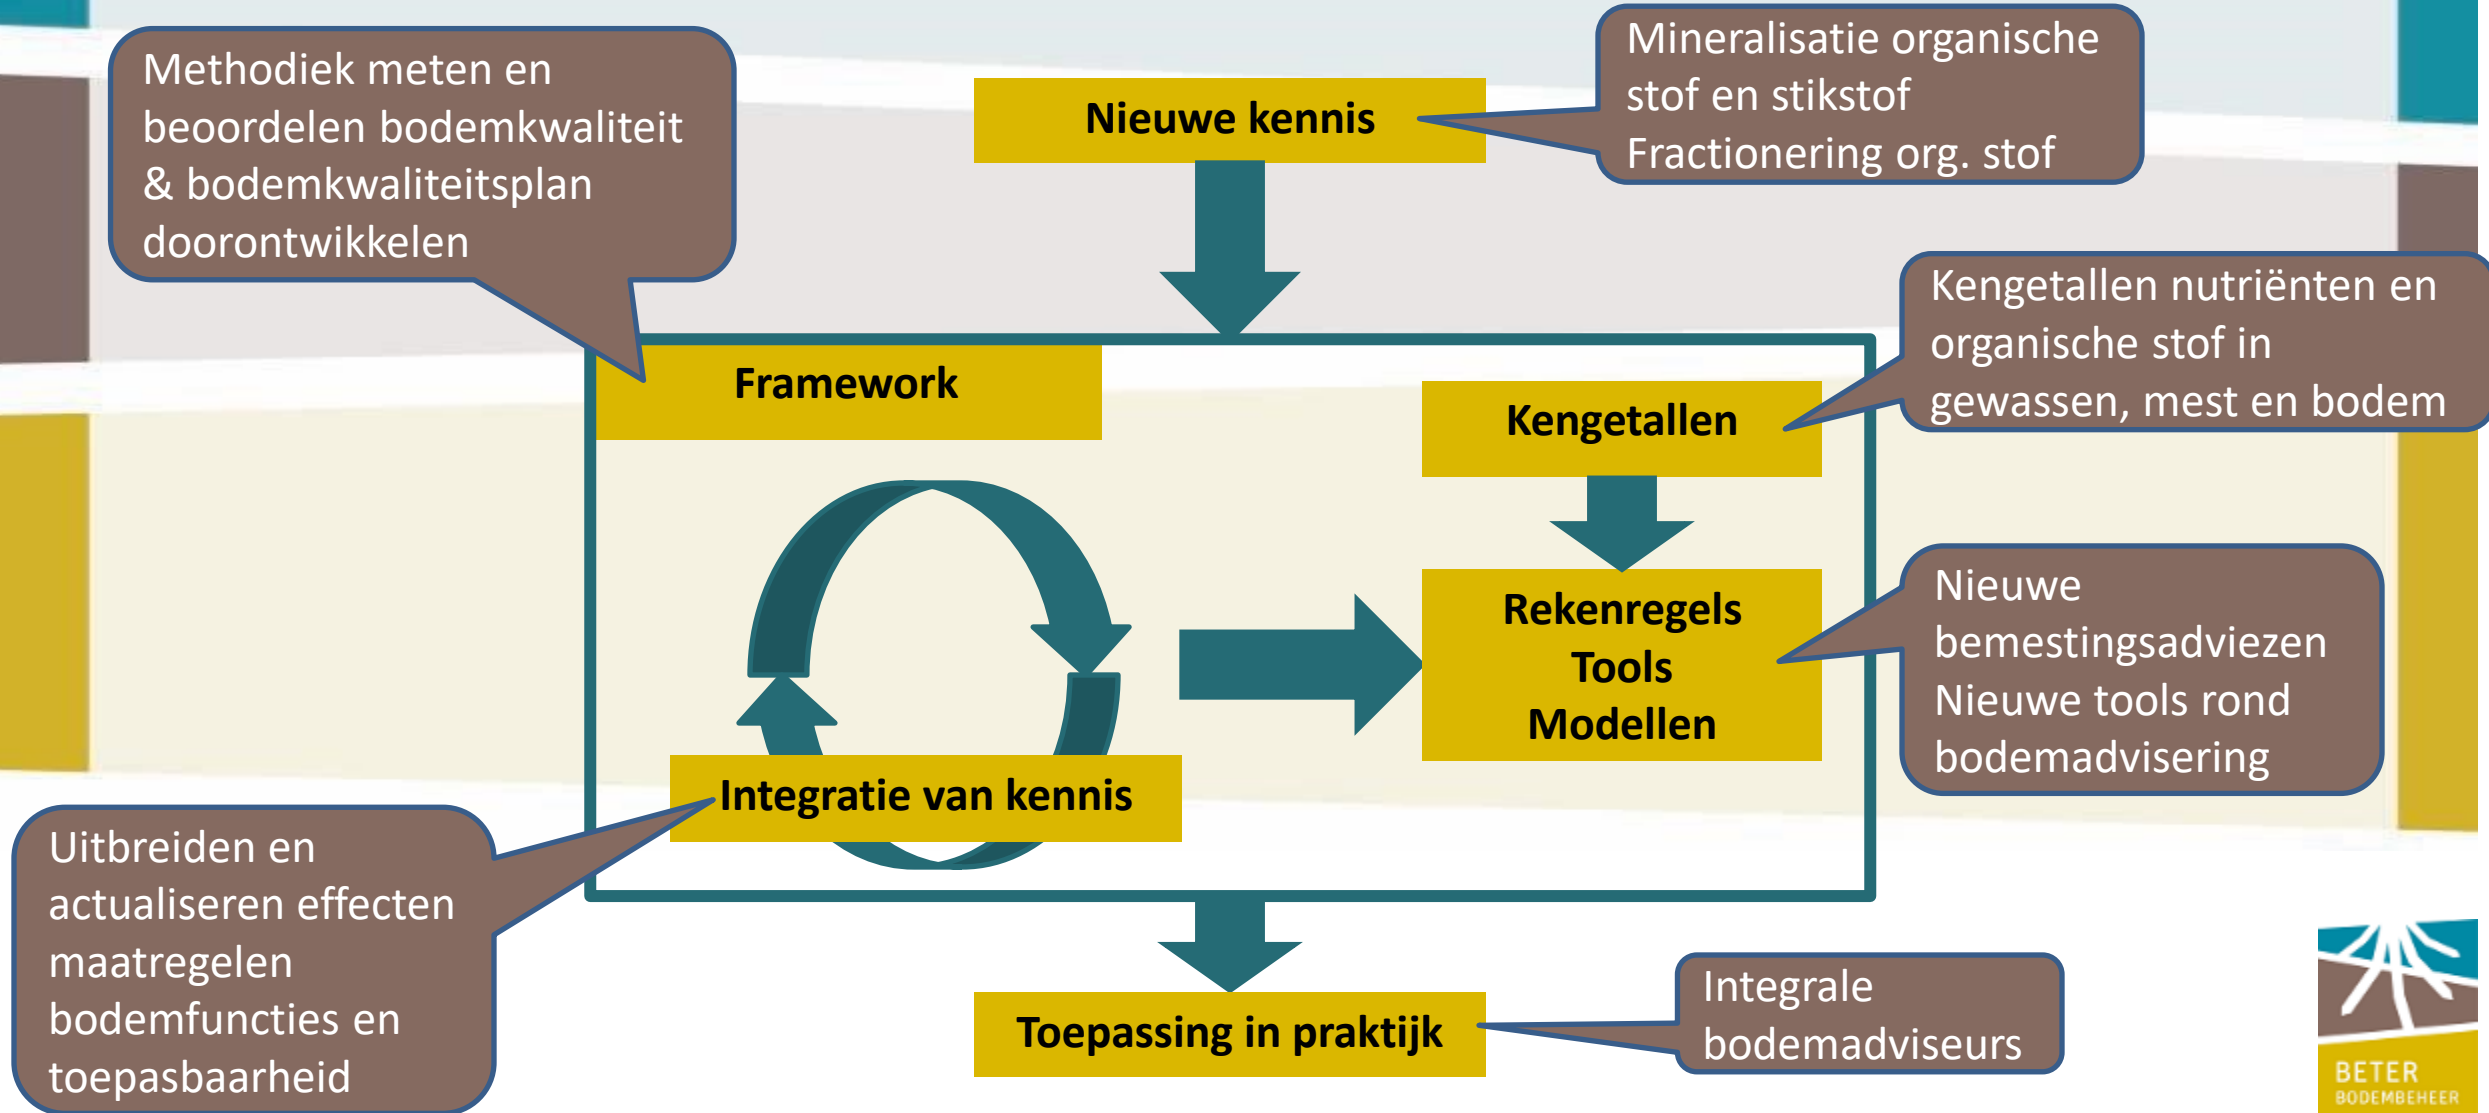 Methodiek meten en
beoordelen bodemkwaliteit
& bodemkwaliteitsplan
doorontwikkelen
Nieuwe kennis
Mineralisatie organische
stof en stikstof
Fractionering org. stof
Framework
Kengetallen
Kengetallen nutriënten en
organische stof in
gewassen, mest en bodem
Rekenregels
Tools
Modellen
Nieuwe
bemestingsadviezen
Nieuwe tools rond
bodemadvisering
Integratie van kennis
Uitbreiden en
actualiseren effecten
maatregelen
bodemfuncties en
toepasbaarheid
Toepassing in praktijk
Integrale
bodemadviseurs
BETER
BODEMBEHEER